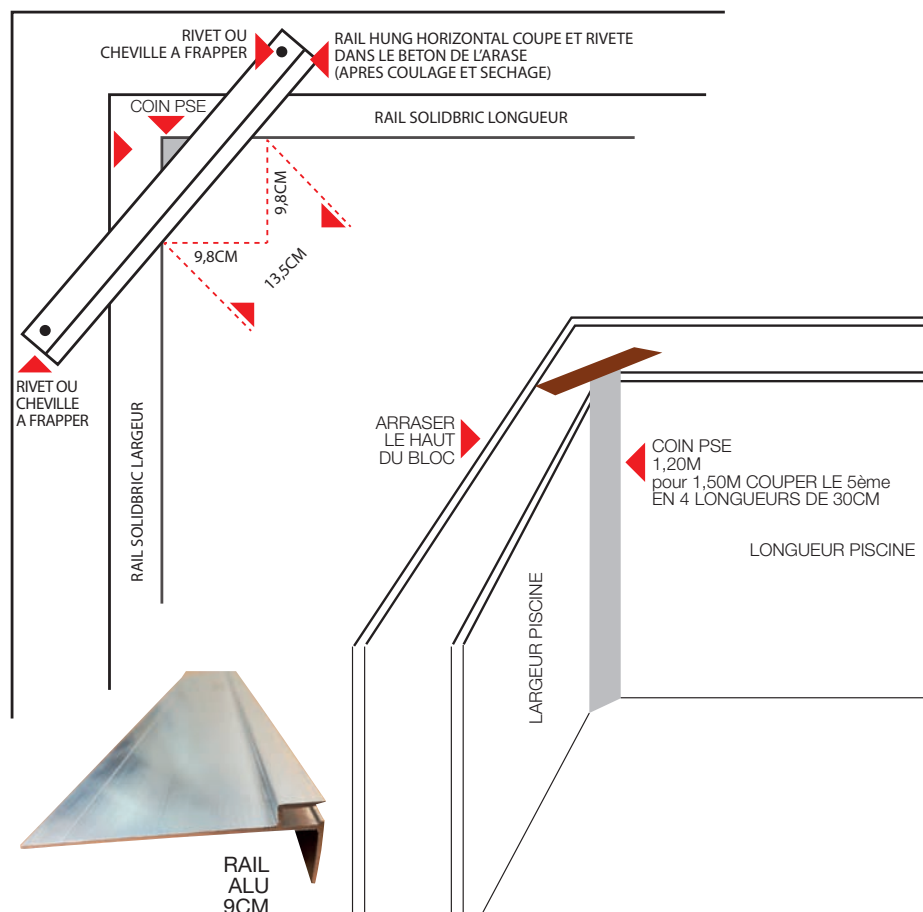 RIVET OU
CHEVILLE A FRAPPER
RAIL HUNG HORIZONTAL COUPE ET RIVETE
DANS LE BETON DE L'ARASE
(APRES COULAGE ET SECHAGE)
COIN PSE
RAIL SOLIDBRIC LONGUEUR
9,8CM
9,8CM
13,5CM
RIVET OU
CHEVILLE
A FRAPPER
RAIL SOLIDBRIC LARGEUR
ARRASER
LE HAUT
DU BLOC
COIN PSE
1,20M
pour 1,50M COUPER LE 5ème
EN 4 LONGUEURS DE 30CM
LONGUEUR PISCINE
LARGEUR PISCINE
RAIL
ALU
9CM